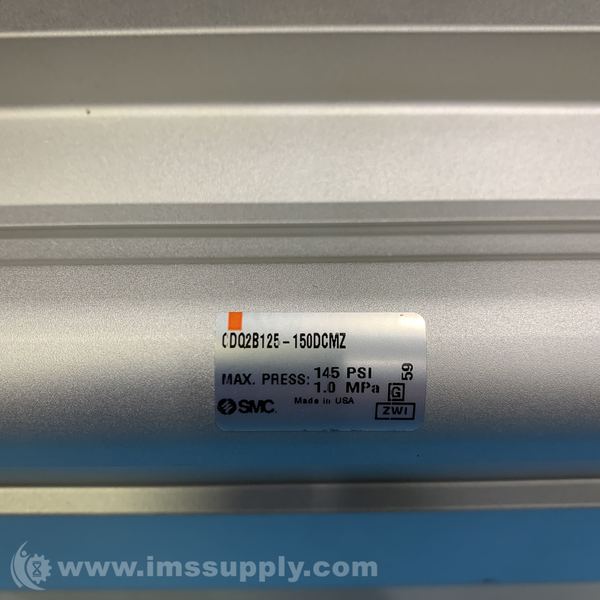 CDQ2B125-150DCMZ
MAX. PRESS: 145 PSI
1.0 MPa
59
G
SMC
Made in USA
ZWI
www.imssupply.com